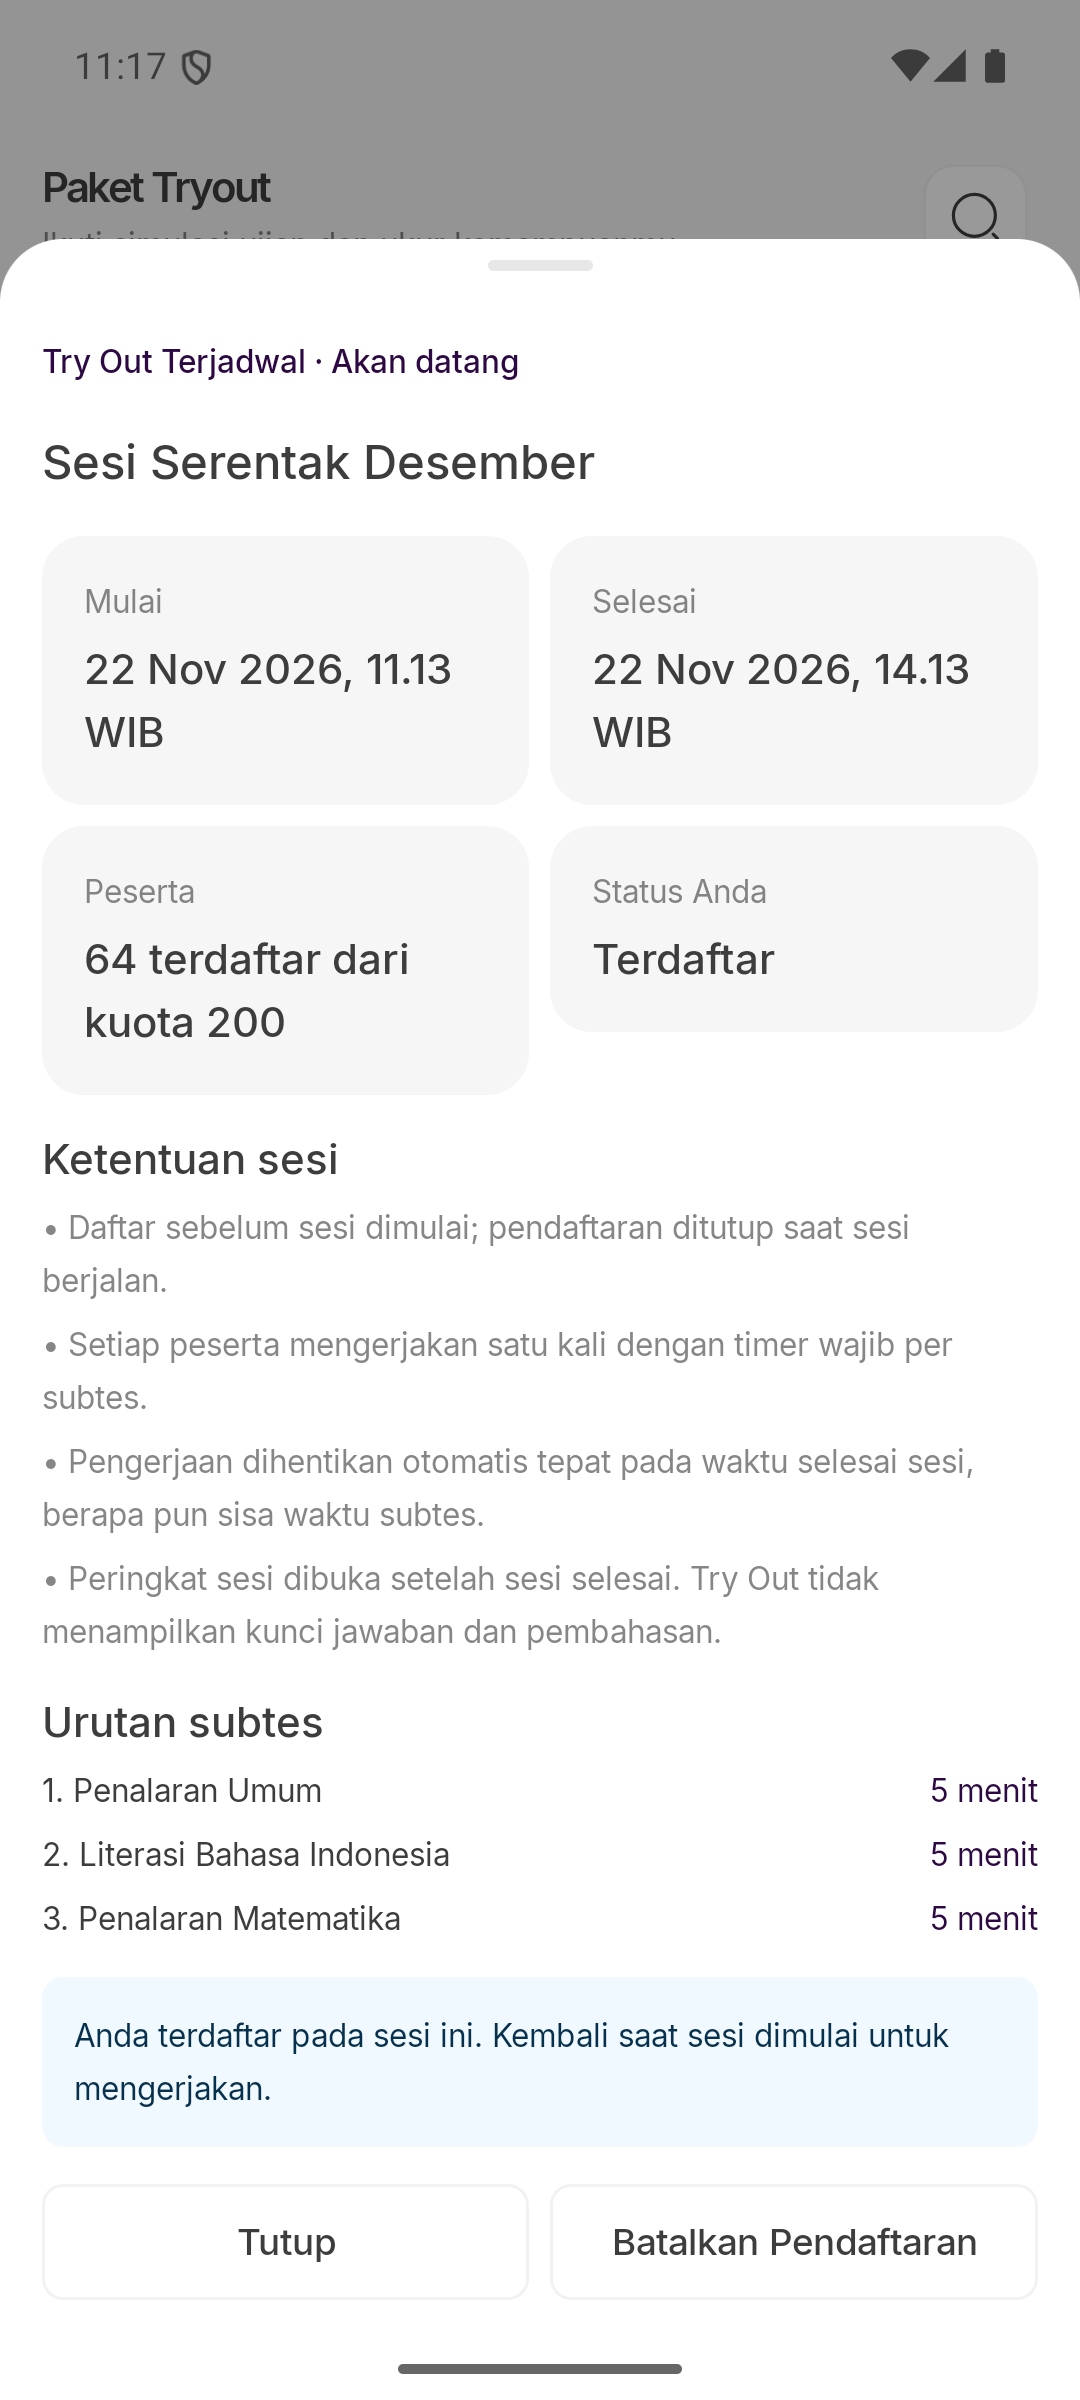 11:17
Paket Tryout
Try Out Terjadwal · Akan datang
Sesi Serentak Desember
Mulai
22 Nov 2026, 11.13
WIB
Selesai
22 Nov 2026, 14.13
WIB
Peserta
64 terdaftar dari
kuota 200
Status Anda
Terdaftar
Ketentuan sesi
• Daftar sebelum sesi dimulai; pendaftaran ditutup saat sesi
berjalan.
• Setiap peserta mengerjakan satu kali dengan timer wajib per
subtes.
• Pengerjaan dihentikan otomatis tepat pada waktu selesai sesi,
berapa pun sisa waktu subtes.
• Peringkat sesi dibuka setelah sesi selesai. Try Out tidak
menampilkan kunci jawaban dan pembahasan.
Urutan subtes
1. Penalaran Umum 5 menit
2. Literasi Bahasa Indonesia 5 menit
3. Penalaran Matematika 5 menit
Anda terdaftar pada sesi ini. Kembali saat sesi dimulai untuk
mengerjakan.
Tutup
Batalkan Pendaftaran